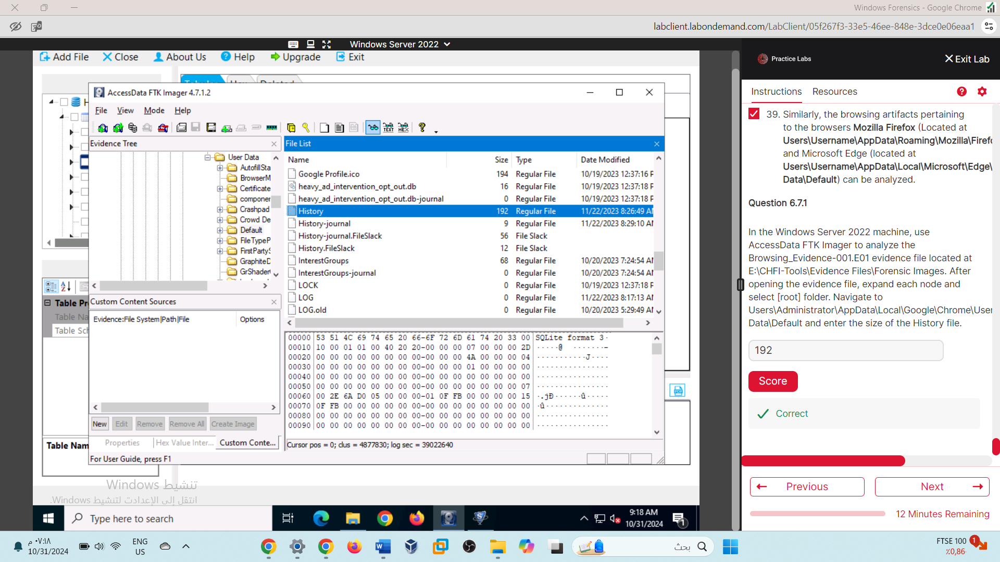 Windows Forensics - Google Chrome
labclient.labondemand.com/LabClient/05f267f3-33e5-46ee-848e-3dce0e06eaa1
Windows Server 2022
Add File
Close
About Us
Help
Upgrade
Exit
AccessData FTK Imager 4.7.1.2
File View Mode Help
Evidence Tree
User Data
AutofillSta
BrowserM
Certificate
componer
Crashpad
Crowd De
Default
FileTypeP
FirstPartyS
GraphiteD
GrShader
Custom Content Sources
Evidence:File System|Path|File
Options
New Edit Remove Remove All Create Image
Properties Hex Value Inter... Custom Conte...
For User Guide, press F1
File List
Name Size Type Date Modified
Google Profile.ico 194 Regular File 10/19/2023 12:37:16 P
heavy_ad_intervention_opt_out.db 16 Regular File 10/19/2023 12:37:18 P
heavy_ad_intervention_opt_out.db-journal 0 Regular File 10/19/2023 12:37:18 P
History 192 Regular File 11/22/2023 8:26:49 AM
History-journal 9 Regular File 11/22/2023 8:29:10 AM
History-journal.FileSlack 56 File Slack
History.FileSlack 12 File Slack
InterestGroups 68 Regular File 10/20/2023 7:24:54 AM
InterestGroups-journal 0 Regular File 10/20/2023 7:24:54 AM
LOCK 0 Regular File 10/19/2023 12:37:18 P
LOG 0 Regular File 11/22/2023 8:17:13 AM
LOG.old 0 Regular File 10/20/2023 5:29:49 AM
00000 53 51 4C 69 74 65 20 66-6F 72 6D 61 74 20 33 00 SQLite format 3·
00010 10 00 01 01 00 40 20 20-00 00 00 07 00 00 00 2D ·····@  ·······-
00020 00 00 00 00 00 00 00 00-00 00 00 4A 00 00 00 04 ···········J····
00030 00 00 00 00 00 00 00 00-00 00 00 01 00 00 00 00 ················
00040 00 00 00 00 00 00 00 00-00 00 00 00 00 00 00 00 ················
00050 00 00 00 00 00 00 00 00-00 00 00 00 00 00 00 07 ················
00060 00 2E 6A D0 05 00 00 00-01 0F FB 00 00 00 00 15 ·.jÐ······û·····
00070 0F FB 00 00 00 00 00 00-00 00 00 00 00 00 00 00 ·û··············
00080 00 00 00 00 00 00 00 00-00 00 00 00 00 00 00 00 ················
00090 00 00 00 00 00 00 00 00-00 00 00 00 00 00 00 00 ················
Cursor pos = 0; clus = 4877830; log sec = 39022640
Table Pr
Table Na
Table Sch
Table Nam
تنشيط Windows
انتقل إلى الإعدادت لتنشيط Windows.
Type here to search
9:18 AM
10/31/2024
1
Practice Labs
Exit Lab
Instructions Resources
39. Similarly, the browsing artifacts pertaining
to the browsers Mozilla Firefox (Located at
Users\Username\AppData\Roaming\Mozilla\Firefo
and Microsoft Edge (located at
Users\Username\AppData\Local\Microsoft\Edge\
Data\Default) can be analyzed.
Question 6.7.1
In the Windows Server 2022 machine, use
AccessData FTK Imager to analyze the
Browsing_Evidence-001.E01 evidence file located at
E:\CHFI-Tools\Evidence Files\Forensic Images. After
opening the evidence file, expand each node and
select [root] folder. Navigate to
Users\Administrator\AppData\Local\Google\Chrome\User
Data\Default and enter the size of the History file.
192
Score
Correct
Previous
Next
12 Minutes Remaining
٠٧:١٨ م
10/31/2024
ENG
US
بحث
FTSE 100
1
٪0,86-